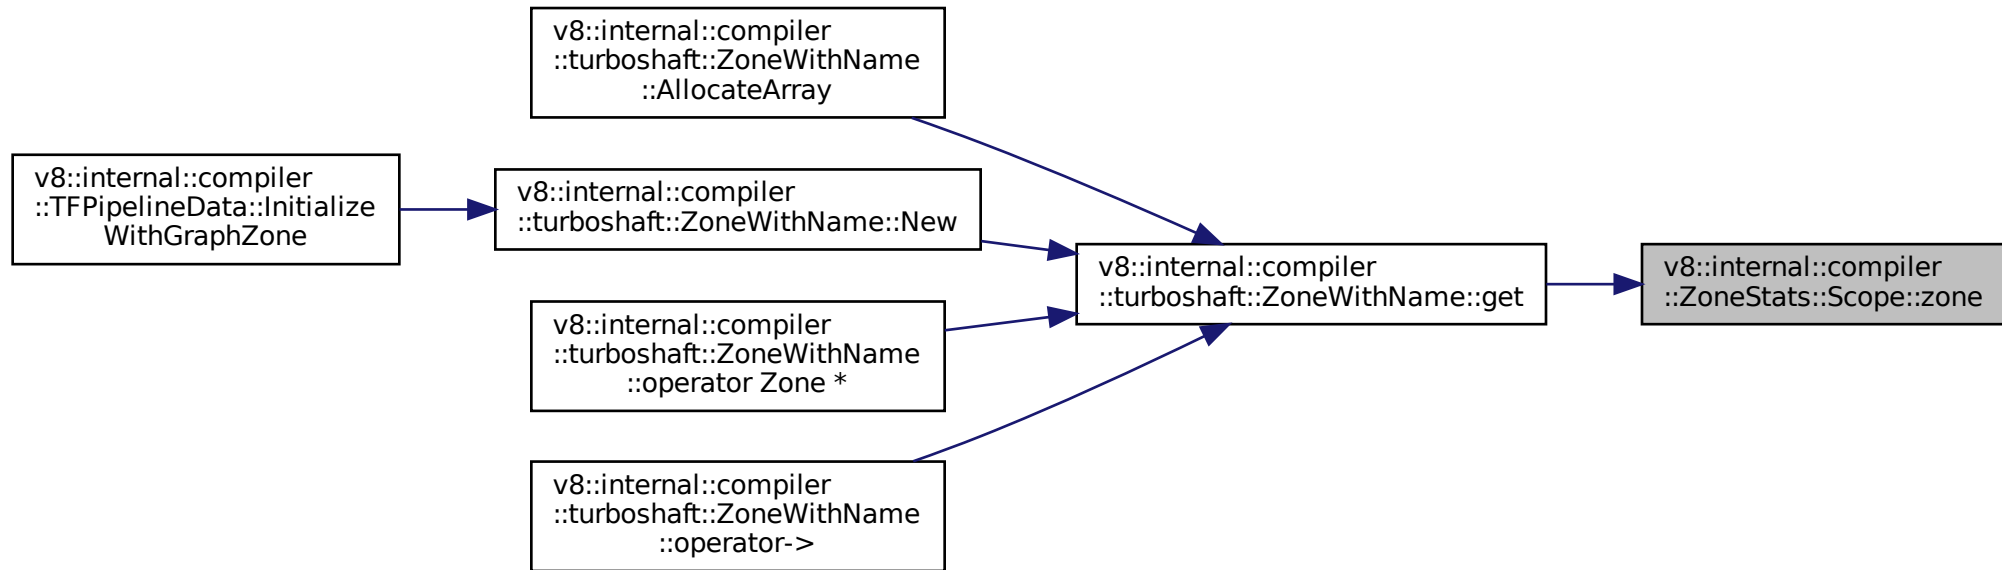 v8::internal::compiler
::turboshaft::ZoneWithName
::AllocateArray
v8::internal::compiler
::TFPipelineData::Initialize
WithGraphZone
v8::internal::compiler
::turboshaft::ZoneWithName::New
v8::internal::compiler
::turboshaft::ZoneWithName
::operator Zone *
v8::internal::compiler
::turboshaft::ZoneWithName
::operator->
v8::internal::compiler
::turboshaft::ZoneWithName::get
v8::internal::compiler
::ZoneStats::Scope::zone